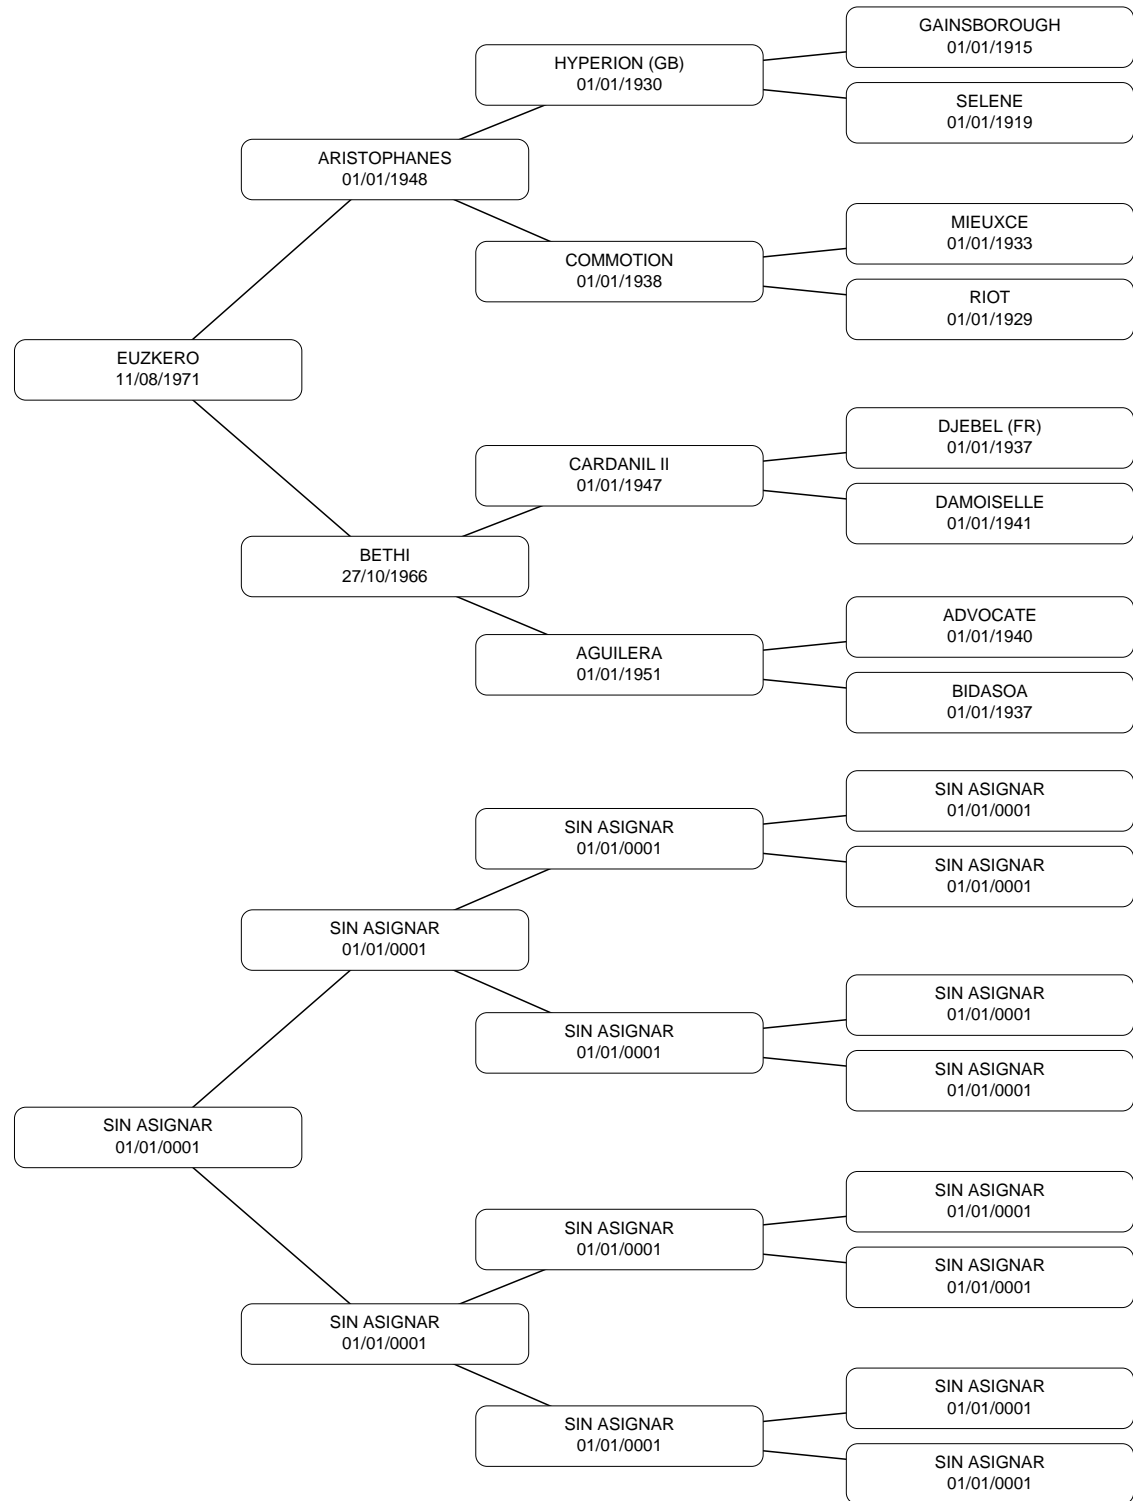 GAINSBOROUGH
01/01/1915
HYPERION (GB)
01/01/1930
SELENE
01/01/1919
ARISTOPHANES
01/01/1948
MIEUXCE
01/01/1933
COMMOTION
01/01/1938
RIOT
01/01/1929
EUZKERO
11/08/1971
DJEBEL (FR)
01/01/1937
CARDANIL II
01/01/1947
DAMOISELLE
01/01/1941
BETHI
27/10/1966
ADVOCATE
01/01/1940
AGUILERA
01/01/1951
BIDASOA
01/01/1937
SIN ASIGNAR
01/01/0001
SIN ASIGNAR
01/01/0001
SIN ASIGNAR
01/01/0001
SIN ASIGNAR
01/01/0001
SIN ASIGNAR
01/01/0001
SIN ASIGNAR
01/01/0001
SIN ASIGNAR
01/01/0001
SIN ASIGNAR
01/01/0001
SIN ASIGNAR
01/01/0001
SIN ASIGNAR
01/01/0001
SIN ASIGNAR
01/01/0001
SIN ASIGNAR
01/01/0001
SIN ASIGNAR
01/01/0001
SIN ASIGNAR
01/01/0001
SIN ASIGNAR
01/01/0001